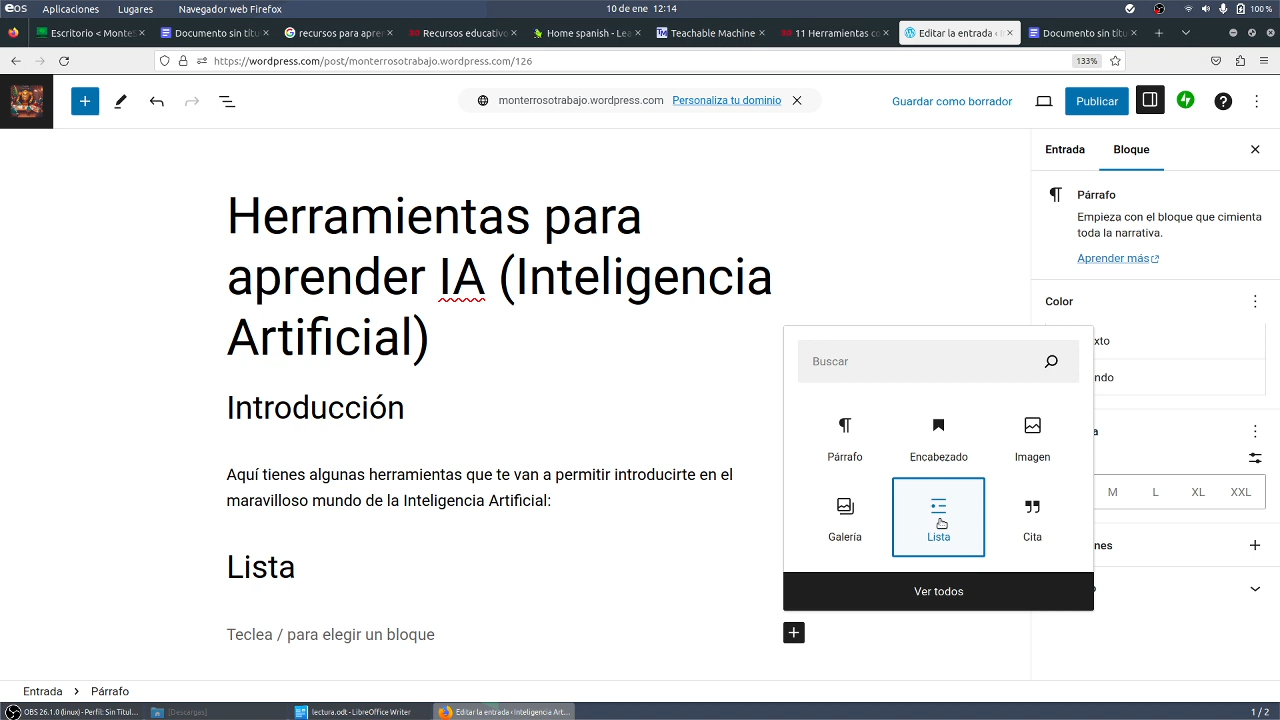 eOS Aplicaciones Lugares Navegador web Firefox 10 de ene 12:14 100 %
Escritorio < MonteS Documento sin títu recursos para apren Recursos educativo Home spanish - Lea Teachable Machine 11 Herramientas co Editar la entrada ‹ I Documento sin títu
https://wordpress.com/post/monterrosotrabajo.wordpress.com/126 133%
monterrosotrabajo.wordpress.com Personaliza tu dominio Guardar como borrador Publicar
Entrada Bloque
Herramientas para
aprender IA (Inteligencia
Artificial)
Introducción
Aquí tienes algunas herramientas que te van a permitir introducirte en el
maravilloso mundo de la Inteligencia Artificial:
Lista
Teclea / para elegir un bloque
Buscar
Párrafo Encabezado Imagen
Galería Lista Cita
Ver todos
Párrafo
Empieza con el bloque que cimienta
toda la narrativa.
Aprender más
Color
xto
ndo
a
M L XL XXL
nes
Entrada > Párrafo
OBS 26.1.0 (linux) - Perfil: Sin Títul... [Descargas] lectura.odt - LibreOffice Writer Editar la entrada ‹ Inteligencia Art... 1 / 2